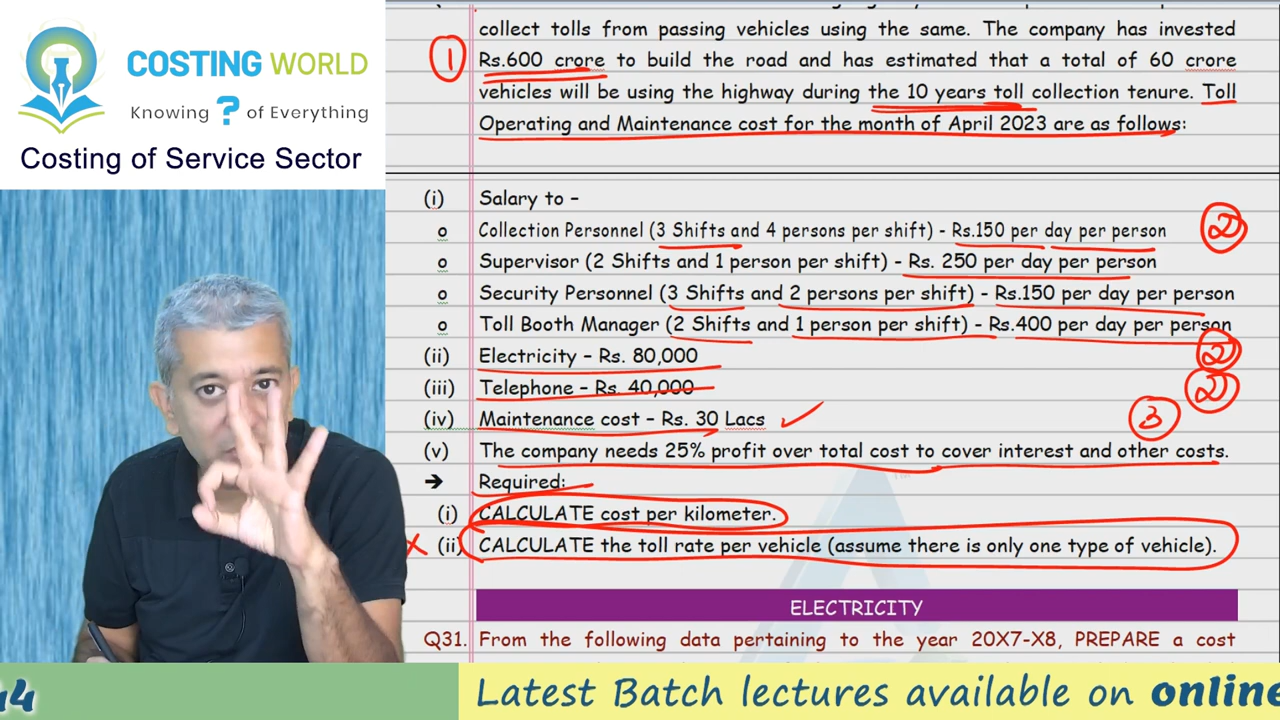 COSTING WORLD
Knowing ? of Everything
Costing of Service Sector
collect tolls from passing vehicles using the same. The company has invested
① Rs.600 crore to build the road and has estimated that a total of 60 crore
vehicles will be using the highway during the 10 years toll collection tenure. Toll
Operating and Maintenance cost for the month of April 2023 are as follows:
(i) Salary to –
o Collection Personnel (3 Shifts and 4 persons per shift) - Rs.150 per day per person ②
o Supervisor (2 Shifts and 1 person per shift) - Rs. 250 per day per person
o Security Personnel (3 Shifts and 2 persons per shift) - Rs.150 per day per person
o Toll Booth Manager (2 Shifts and 1 person per shift) - Rs.400 per day per person
(ii) Electricity – Rs. 80,000 ②
(iii) Telephone – Rs. 40,000 ②
(iv) Maintenance cost – Rs. 30 Lacs ✓ ③
(v) The company needs 25% profit over total cost to cover interest and other costs.
➔ Required:
(i) CALCULATE cost per kilometer.
(ii) CALCULATE the toll rate per vehicle (assume there is only one type of vehicle).
ELECTRICITY
Q31. From the following data pertaining to the year 20X7-X8, PREPARE a cost
44
Latest Batch lectures available on online